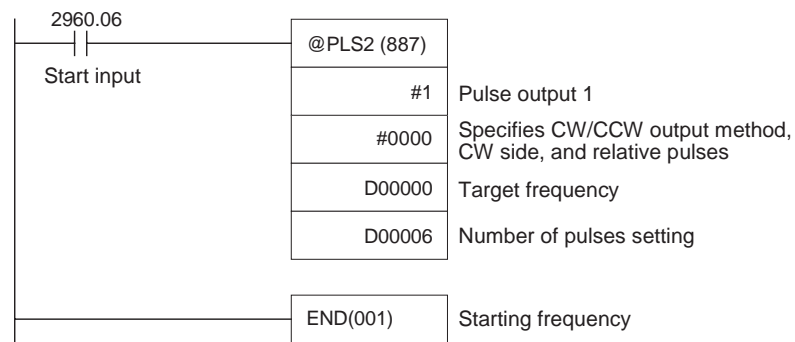 2960.06
Start input
@PLS2 (887)
#1
Pulse output 1
#0000
Specifies CW/CCW output method,
CW side, and relative pulses
D00000
Target frequency
D00006
Number of pulses setting
END(001)
Starting frequency